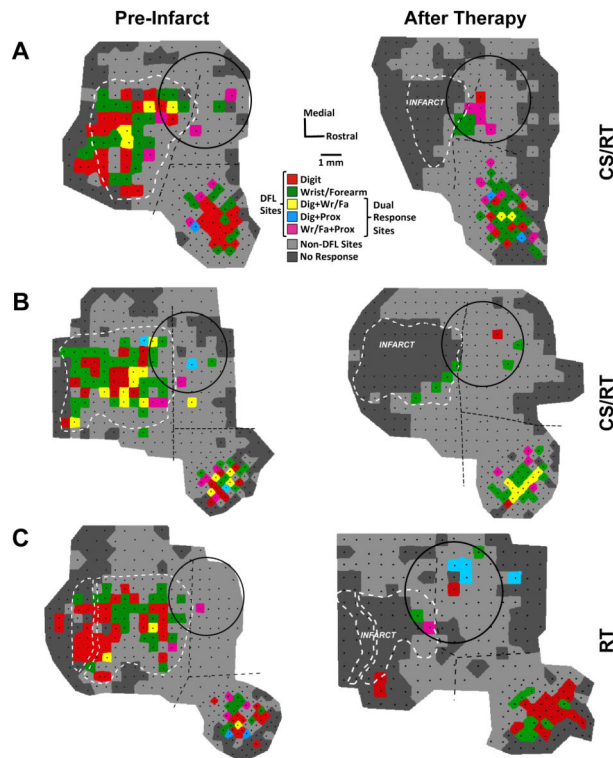 Pre-Infarct
After Therapy
A
INFARCT
CS/RT
Medial
Rostral
1 mm
DFL Sites
Digit
Wrist/Forearm
Dig+Wr/Fa
Dig+Prox
Wr/Fa+Prox
Dual Response Sites
Non-DFL Sites
No Response
B
INFARCT
CS/RT
C
INFARCT
RT